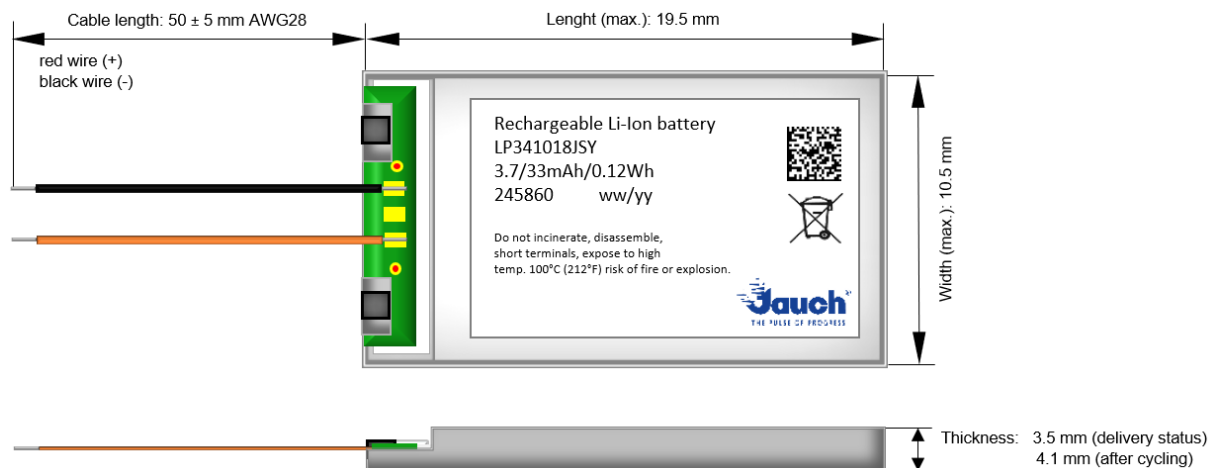 Cable length: 50 ± 5 mm AWG28
Lenght (max.): 19.5 mm
red wire (+)
black wire (-)
Rechargeable Li-Ion battery
LP341018JSY
3.7/33mAh/0.12Wh
245860 ww/yy
Do not incinerate, disassemble,
short terminals, expose to high
temp. 100°C (212°F) risk of fire or explosion.
Jauch
THE PULSE OF PROGRESS
Width (max.): 10.5 mm
Thickness: 3.5 mm (delivery status)
4.1 mm (after cycling)